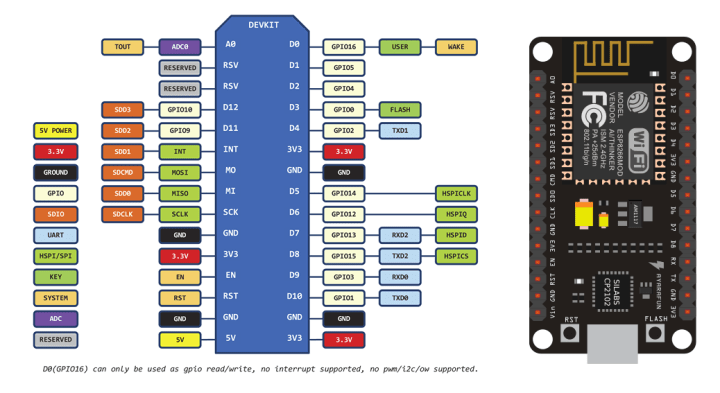 DEVKIT
TOUT ADC0 A0 D0 GPIO16 USER WAKE
RESERVED RSV D1 GPIO5
RESERVED RSV D2 GPIO4
SDD3 GPIO10 D12 D3 GPIO0 FLASH
5V POWER SDD2 GPIO9 D11 D4 GPIO2 TXD1
3.3V SDD1 INT INT 3V3 3.3V
GROUND SDCMD MOSI MO GND GND
GPIO SDD0 MISO MI D5 GPIO14 HSPICLK
SDIO SDCLK SCLK SCK D6 GPIO12 HSPIQ
UART GND GND D7 GPIO13 RXD2 HSPID
HSPI/SPI 3.3V 3V3 D8 GPIO15 TXD2 HSPICS
KEY EN EN D9 GPIO3 RXD0
SYSTEM RST RST D10 GPIO1 TXD0
ADC GND GND GND GND
RESERVED 5V 5V 3V3 3.3V
D0(GPIO16) can only be used as gpio read/write, no interrupt supported, no pwm/i2c/ow supported.
MODEL ESP8266MOD
VENDOR AI/THINKER
ISM 2.4GHz
PA +25dBm
802.11b/g/n
FC
Wi Fi
AM1117
SILABS
CP2102
RST
FLASH
A0
RSV
RSV
SD3
SD2
SD1
CMD
SDD
CLK
GND
3V3
EN
RST
GND
VIN
D0
D1
D2
D3
D4
3V3
GND
D5
D6
D7
D8
RX
TX
GND
3V3